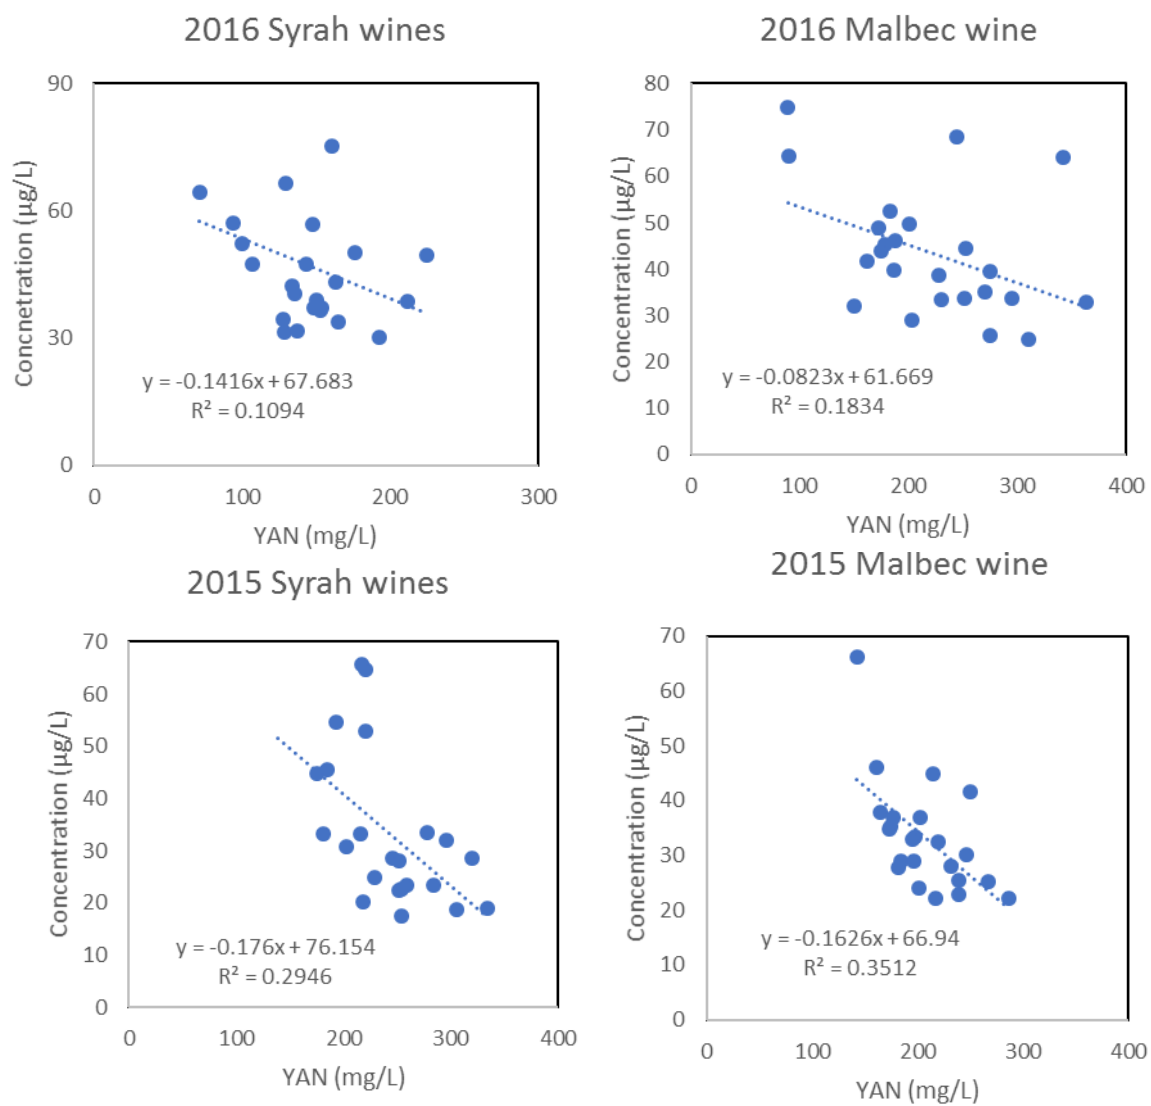 2016 Syrah wines
90
60
30
0
Concnetration (µg/L)
y = -0.1416x + 67.683
R² = 0.1094
0 100 200 300
YAN (mg/L)
2016 Malbec wine
80
70
60
50
40
30
20
10
0
Concentration (µg/L)
y = -0.0823x + 61.669
R² = 0.1834
0 100 200 300 400
YAN (mg/L)
2015 Syrah wines
70
60
50
40
30
20
10
0
Concentration (µg/L)
y = -0.176x + 76.154
R² = 0.2946
0 100 200 300 400
YAN (mg/L)
2015 Malbec wine
70
60
50
40
30
20
10
0
Concentration (µg/L)
y = -0.1626x + 66.94
R² = 0.3512
0 100 200 300 400
YAN (mg/L)